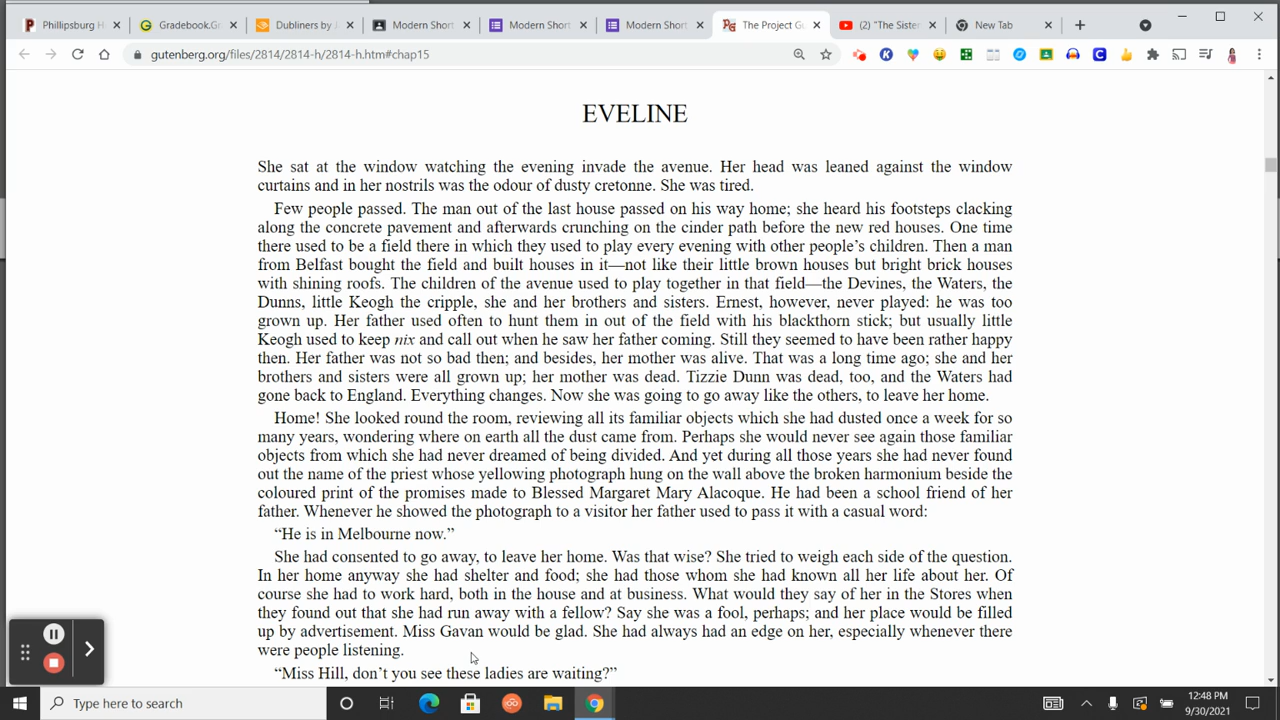 Phillipsburg H
Gradebook.G
Dubliners by J
Modern Short
Modern Short
Modern Short
The Project Gu
(2) "The Siste
New Tab
gutenberg.org/files/2814/2814-h/2814-h.htm#chap15
EVELINE
She sat at the window watching the evening invade the avenue. Her head was leaned against the window
curtains and in her nostrils was the odour of dusty cretonne. She was tired.
Few people passed. The man out of the last house passed on his way home; she heard his footsteps clacking
along the concrete pavement and afterwards crunching on the cinder path before the new red houses. One time
there used to be a field there in which they used to play every evening with other people’s children. Then a man
from Belfast bought the field and built houses in it—not like their little brown houses but bright brick houses
with shining roofs. The children of the avenue used to play together in that field—the Devines, the Waters, the
Dunns, little Keogh the cripple, she and her brothers and sisters. Ernest, however, never played: he was too
grown up. Her father used often to hunt them in out of the field with his blackthorn stick; but usually little
Keogh used to keep nix and call out when he saw her father coming. Still they seemed to have been rather happy
then. Her father was not so bad then; and besides, her mother was alive. That was a long time ago; she and her
brothers and sisters were all grown up; her mother was dead. Tizzie Dunn was dead, too, and the Waters had
gone back to England. Everything changes. Now she was going to go away like the others, to leave her home.
Home! She looked round the room, reviewing all its familiar objects which she had dusted once a week for so
many years, wondering where on earth all the dust came from. Perhaps she would never see again those familiar
objects from which she had never dreamed of being divided. And yet during all those years she had never found
out the name of the priest whose yellowing photograph hung on the wall above the broken harmonium beside the
coloured print of the promises made to Blessed Margaret Mary Alacoque. He had been a school friend of her
father. Whenever he showed the photograph to a visitor her father used to pass it with a casual word:
“He is in Melbourne now.”
She had consented to go away, to leave her home. Was that wise? She tried to weigh each side of the question.
In her home anyway she had shelter and food; she had those whom she had known all her life about her. Of
course she had to work hard, both in the house and at business. What would they say of her in the Stores when
they found out that she had run away with a fellow? Say she was a fool, perhaps; and her place would be filled
up by advertisement. Miss Gavan would be glad. She had always had an edge on her, especially whenever there
were people listening.
“Miss Hill, don’t you see these ladies are waiting?”
Type here to search
12:48 PM
9/30/2021